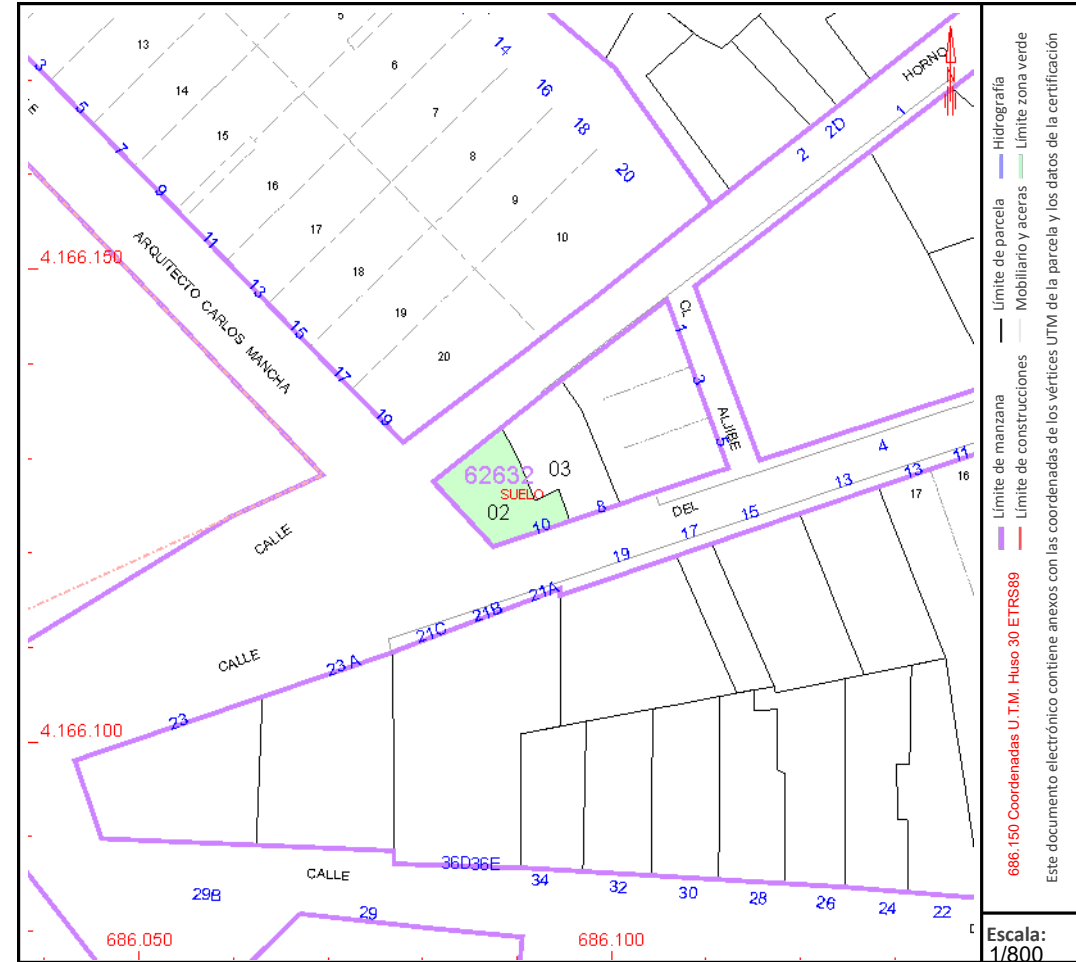 5
13
6
14
14
3
HORNO
16
E
5
15
7
1
18
2D
7
8
2
20
16
9
9
17
10
11
ARQUITECTO CARLOS MANCHA
4.166.150
18
13
19
CL
1
15
20
17
3
19
ALJIBE
5
4
03
62632
SUELO
02
11
13
13
16
17
8
10
DEL
15
17
19
CALLE
21A
21B
21C
CALLE
23 A
23
4.166.100
36D36E
CALLE
34
32
30
28
26
24
22
29B
29
686.050
686.100
Límite de manzana
Límite de parcela
Hidrografía
Límite de construcciones
Mobiliario y aceras
Límite zona verde
686.150 Coordenadas U.T.M. Huso 30 ETRS89
Este documento electrónico contiene anexos con las coordenadas de los vértices UTM de la parcela y los datos de la certificación
Escala:
1/800